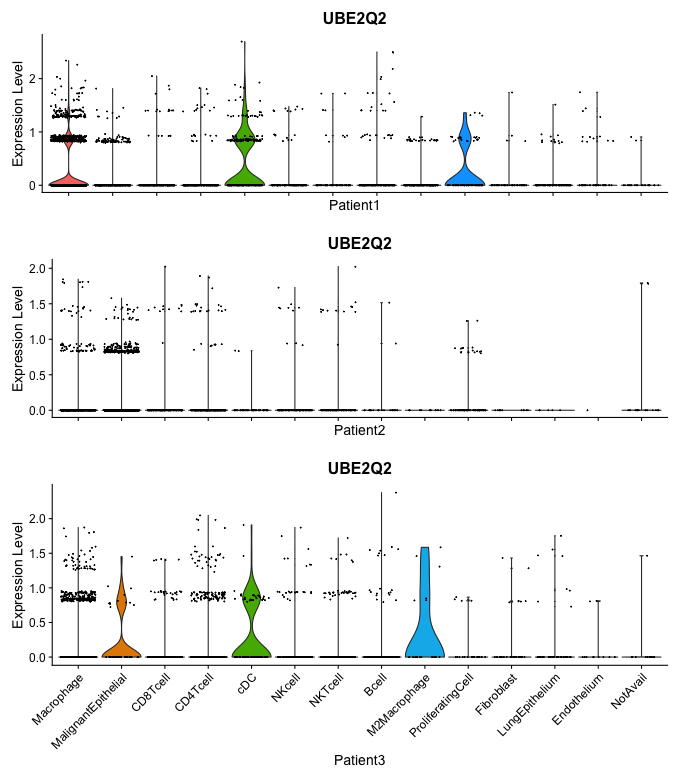 UBE2Q2
Expression Level
2
1
0
Patient1
UBE2Q2
Expression Level
2.0
1.5
1.0
0.5
0.0
Patient2
UBE2Q2
Expression Level
2.0
1.5
1.0
0.5
0.0
Macrophage
MalignantEpithelial
CD8Tcell
CD4Tcell
cDC
NKcell
NKTcell
Bcell
M2Macrophage
ProliferatingCell
Fibroblast
LungEpithelium
Endothelium
NotAvail
Patient3